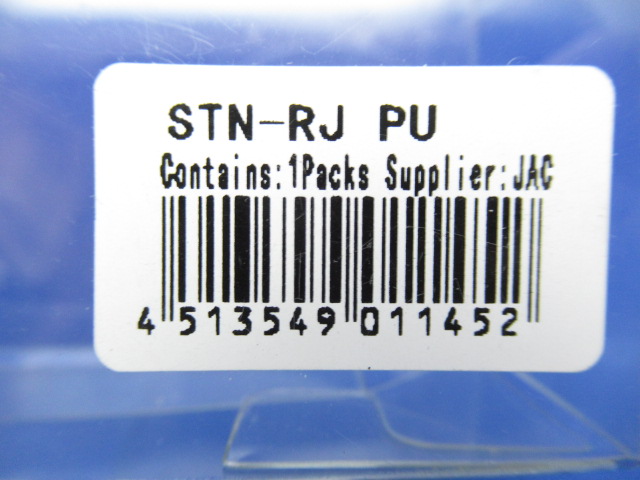 STN-RJ PU
Contains:1Packs Supplier:JAC
4 513549 011452